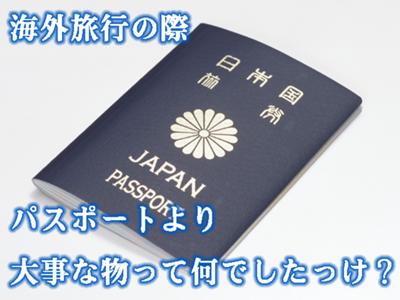 海外旅行の際
日本国
旅券
JAPAN
PASSPORT
パスポートより
大事な物って何でしたっけ？